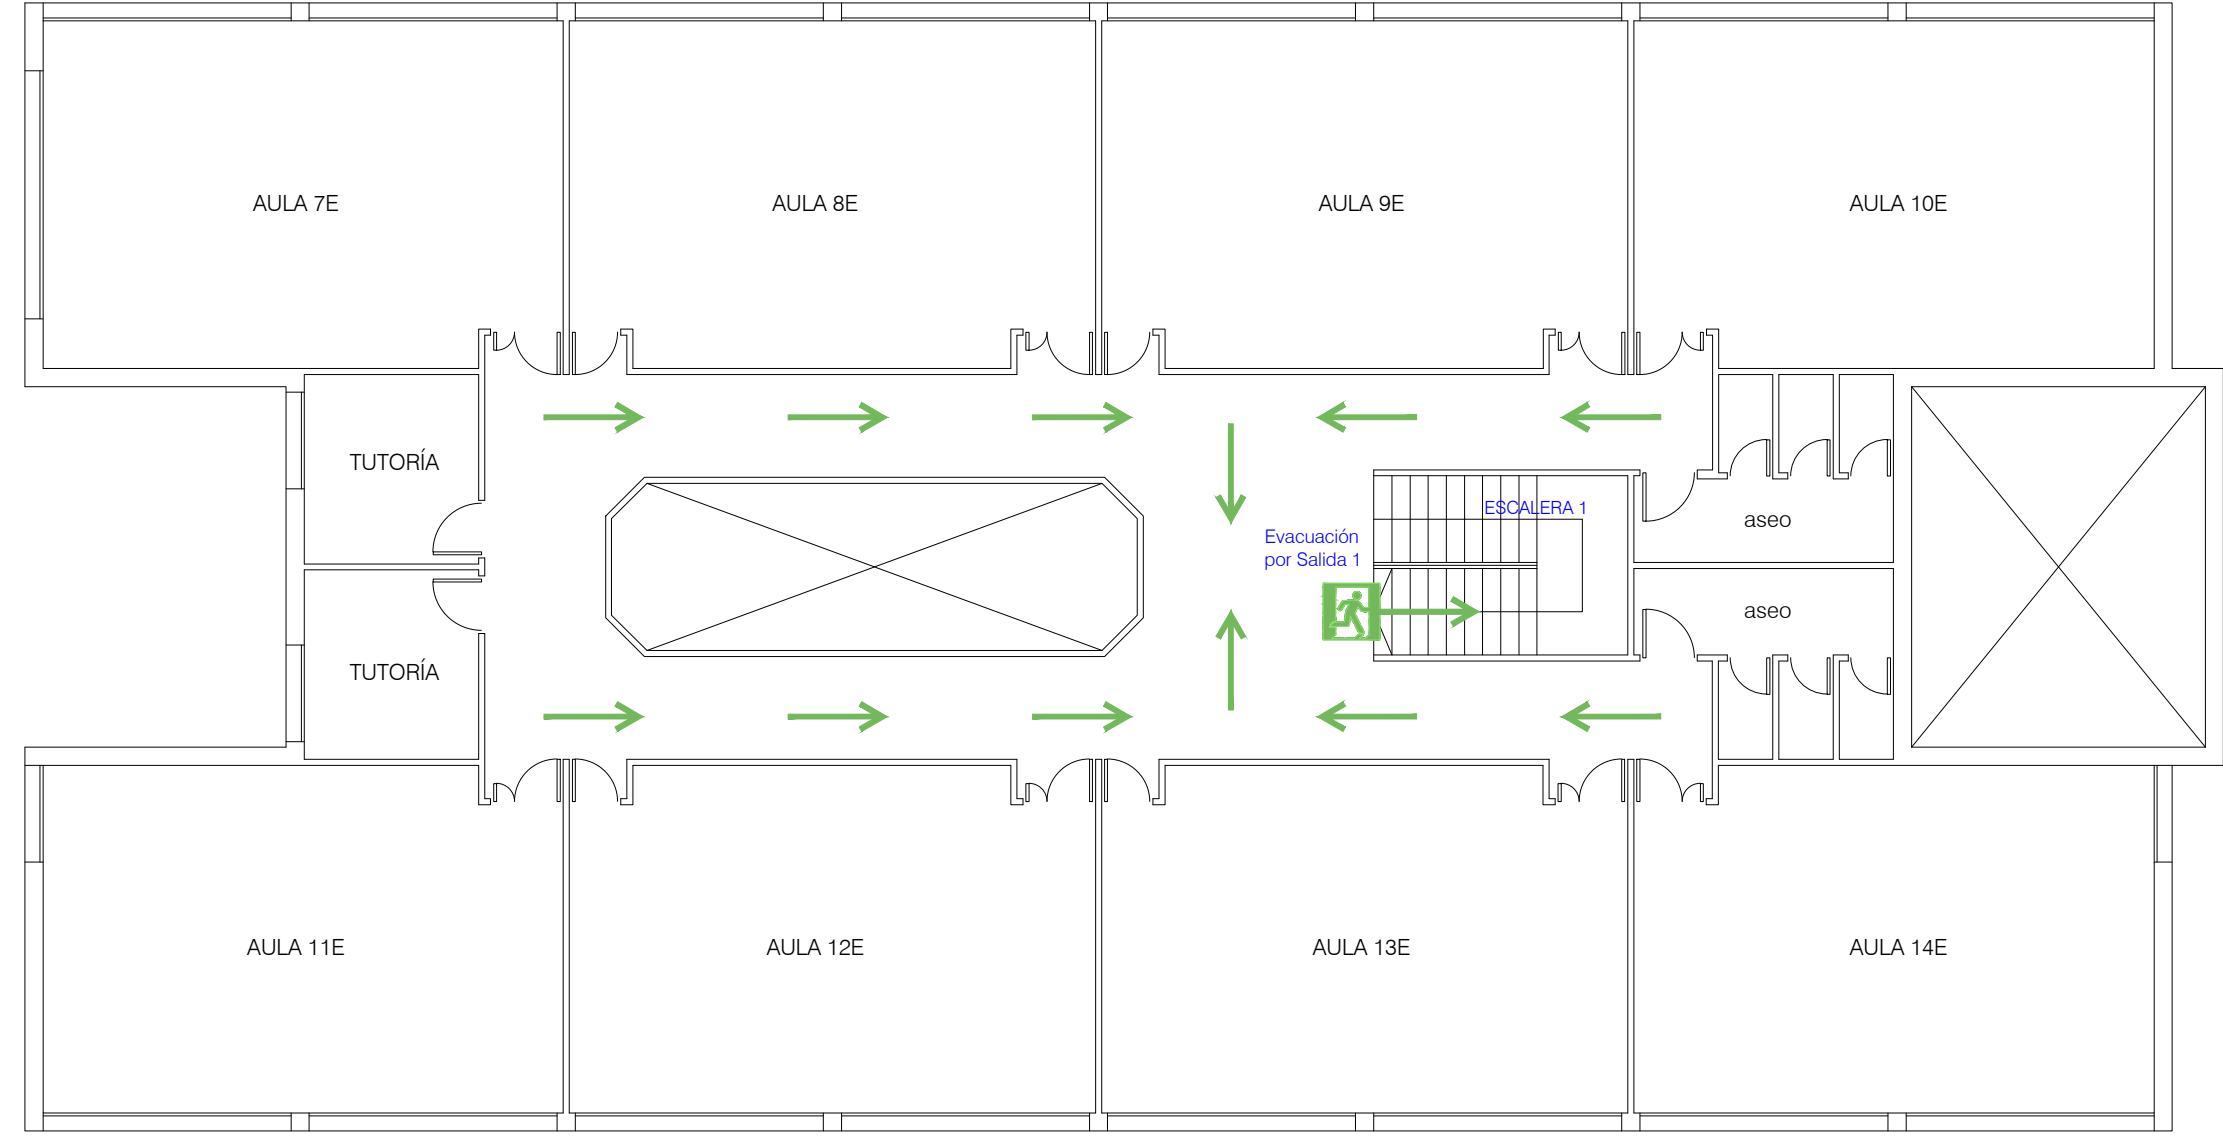 AULA 7E
AULA 8E
AULA 9E
AULA 10E
TUTORÍA
ESCALERA 1
Evacuación
por Salida 1
aseo
aseo
TUTORÍA
AULA 11E
AULA 12E
AULA 13E
AULA 14E